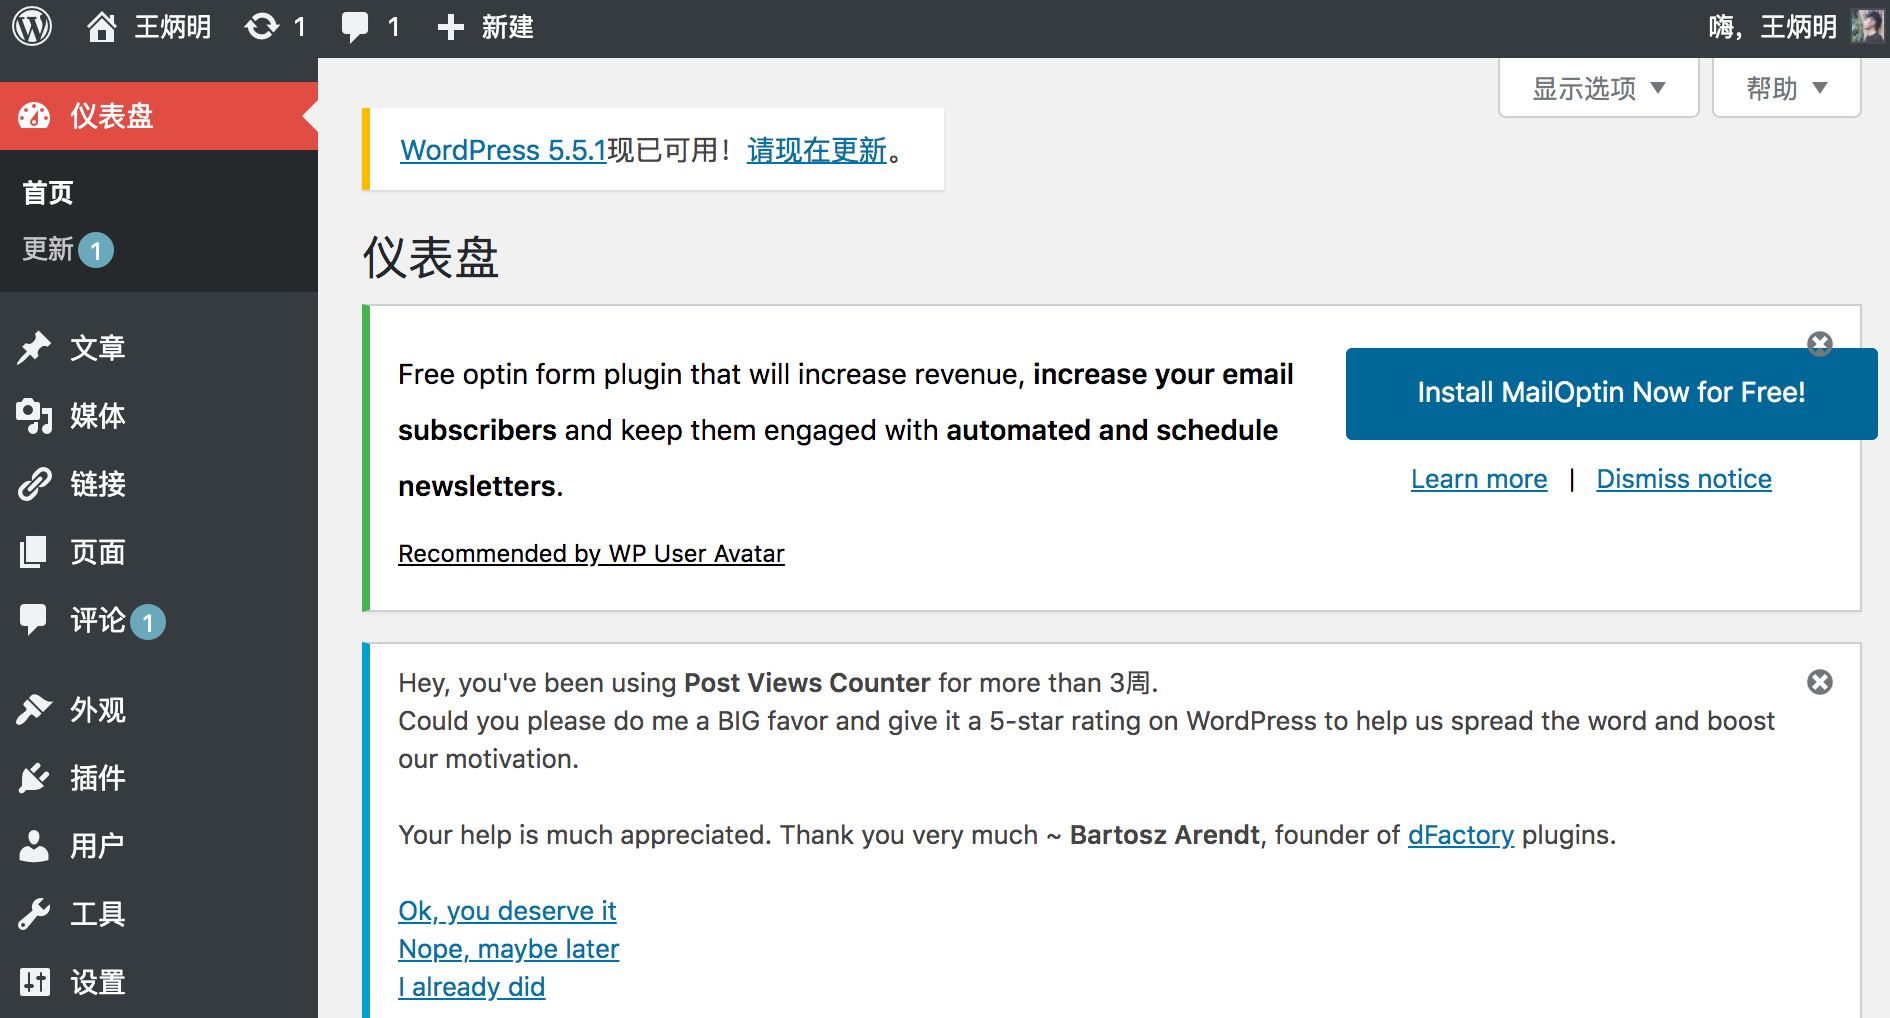 王炳明
1
1
新建
嗨，王炳明
仪表盘
首页
更新 1
文章
媒体
链接
页面
评论 1
外观
插件
用户
工具
设置
显示选项
帮助
WordPress 5.5.1现已可用！请现在更新。
仪表盘
Free optin form plugin that will increase revenue, increase your email
subscribers and keep them engaged with automated and schedule
newsletters.
Recommended by WP User Avatar
Install MailOptin Now for Free!
Learn more | Dismiss notice
Hey, you've been using Post Views Counter for more than 3周.
Could you please do me a BIG favor and give it a 5-star rating on WordPress to help us spread the word and boost
our motivation.
Your help is much appreciated. Thank you very much ~ Bartosz Arendt, founder of dFactory plugins.
Ok, you deserve it
Nope, maybe later
I already did